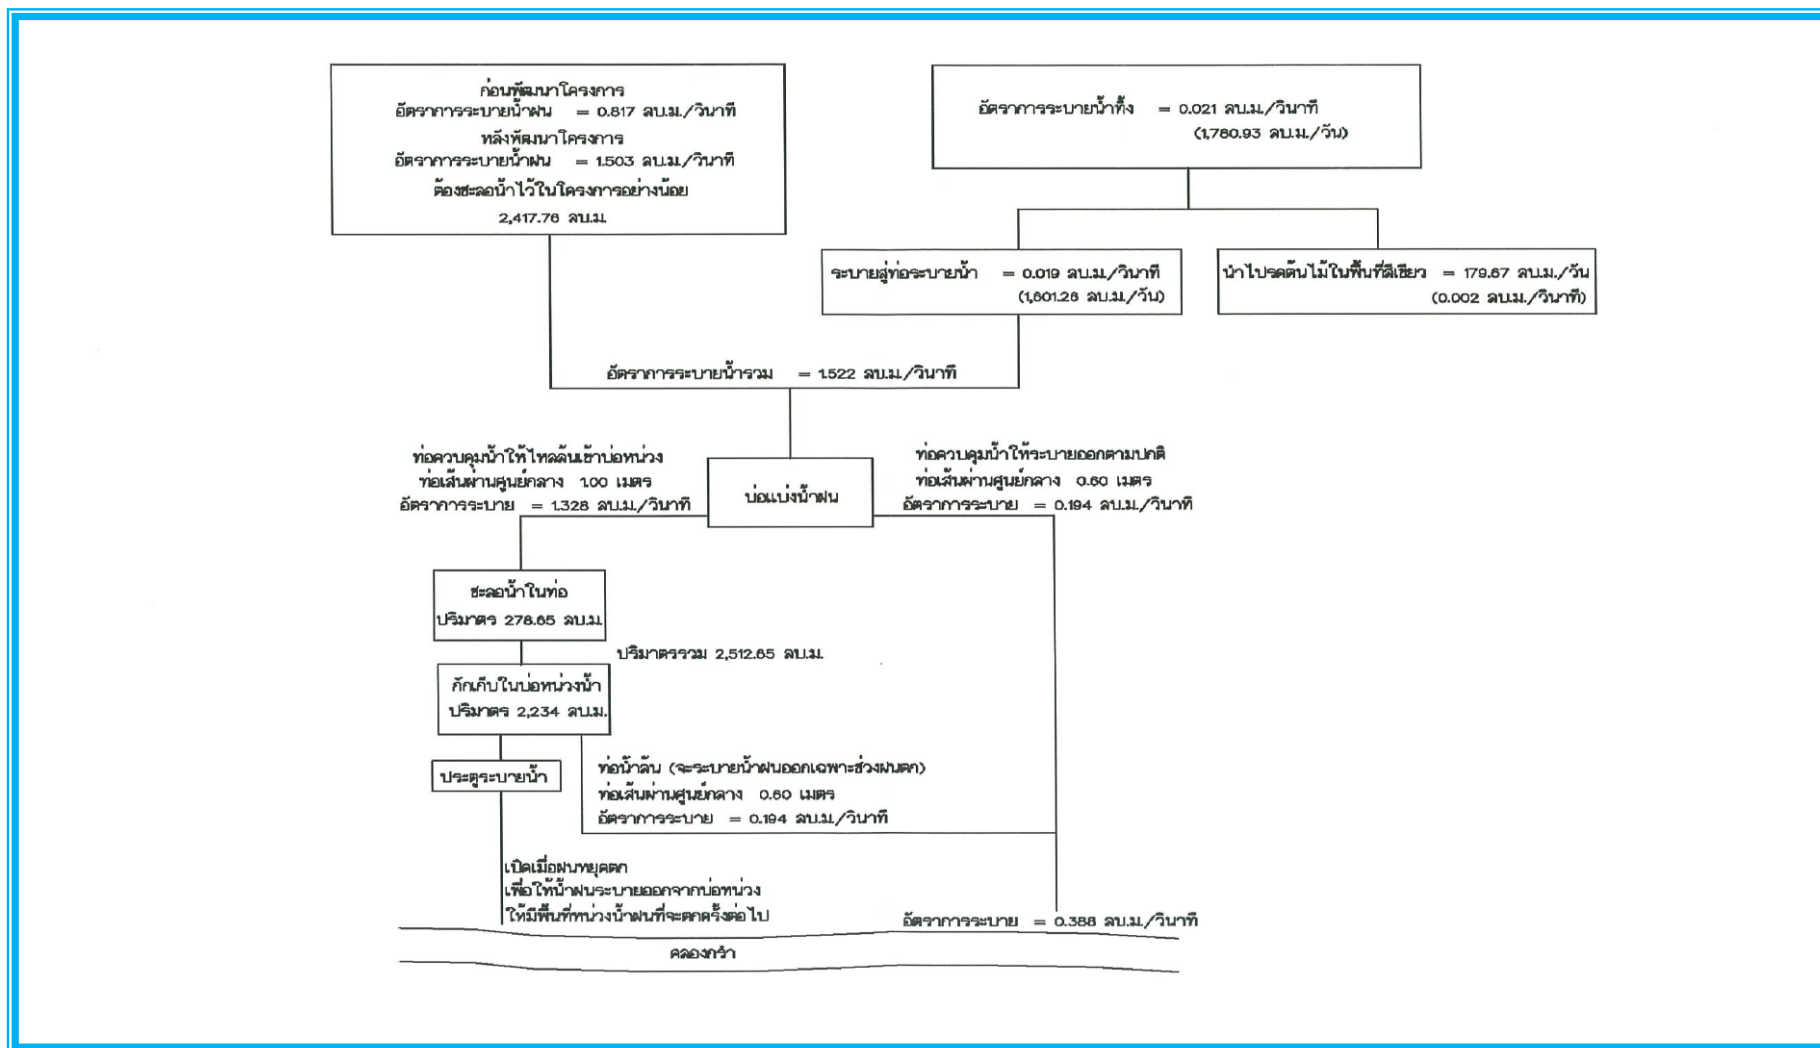 ก่อนพัฒนาโครงการ
อัตราการระบายน้ำฝน = 0.817 ลบ.ม./วินาที
หลังพัฒนาโครงการ
อัตราการระบายน้ำฝน = 1.503 ลบ.ม./วินาที
ต้องชะลอน้ำไว้ในโครงการอย่างน้อย
2,417.76 ลบ.ม.
อัตราการระบายน้ำทิ้ง = 0.021 ลบ.ม./วินาที
(1,780.93 ลบ.ม./วัน)
ระบายสู่ท่อระบายน้ำ = 0.019 ลบ.ม./วินาที
(1,601.26 ลบ.ม./วัน)
นำไปรดต้นไม้ในพื้นที่สีเขียว = 179.67 ลบ.ม./วัน
(0.002 ลบ.ม./วินาที)
อัตราการระบายน้ำรวม = 1.522 ลบ.ม./วินาที
ท่อควบคุมน้ำให้ไหลล้นเข้าบ่อหน่วง
ท่อเส้นผ่านศูนย์กลาง 1.00 เมตร
อัตราการระบาย = 1.328 ลบ.ม./วินาที
บ่อแบ่งน้ำฝน
ท่อควบคุมน้ำให้ระบายออกตามปกติ
ท่อเส้นผ่านศูนย์กลาง 0.60 เมตร
อัตราการระบาย = 0.194 ลบ.ม./วินาที
ชะลอน้ำในท่อ
ปริมาตร 278.65 ลบ.ม.
ปริมาตรรวม 2,512.65 ลบ.ม.
กักเก็บในบ่อหน่วงน้ำ
ปริมาตร 2,234 ลบ.ม.
ประตูระบายน้ำ
ท่อน้ำล้น (จะระบายน้ำฝนออกเฉพาะช่วงฝนตก)
ท่อเส้นผ่านศูนย์กลาง 0.60 เมตร
อัตราการระบาย = 0.194 ลบ.ม./วินาที
เปิดเมื่อฝนหยุดตก
เพื่อให้น้ำฝนระบายออกจากบ่อหน่วง
ให้มีพื้นที่หน่วงน้ำฝนที่จะตกครั้งต่อไป
อัตราการระบาย = 0.388 ลบ.ม./วินาที
คลองกรำ